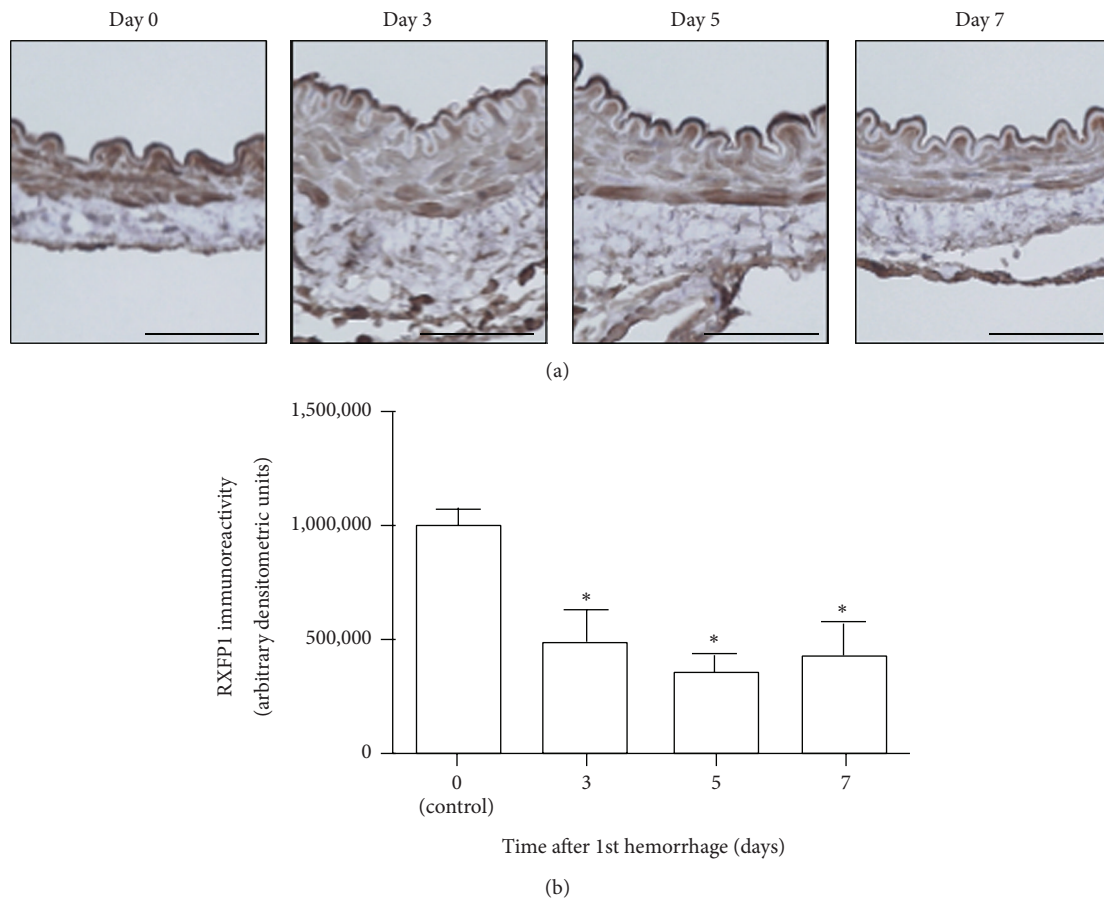 Day 0
Day 3
Day 5
Day 7
(a)
1,500,000
1,000,000
500,000
0
RXFP1 immunoreactivity
(arbitrary densitometric units)
*
*
*
0
(control)
3
5
7
Time after 1st hemorrhage (days)
(b)